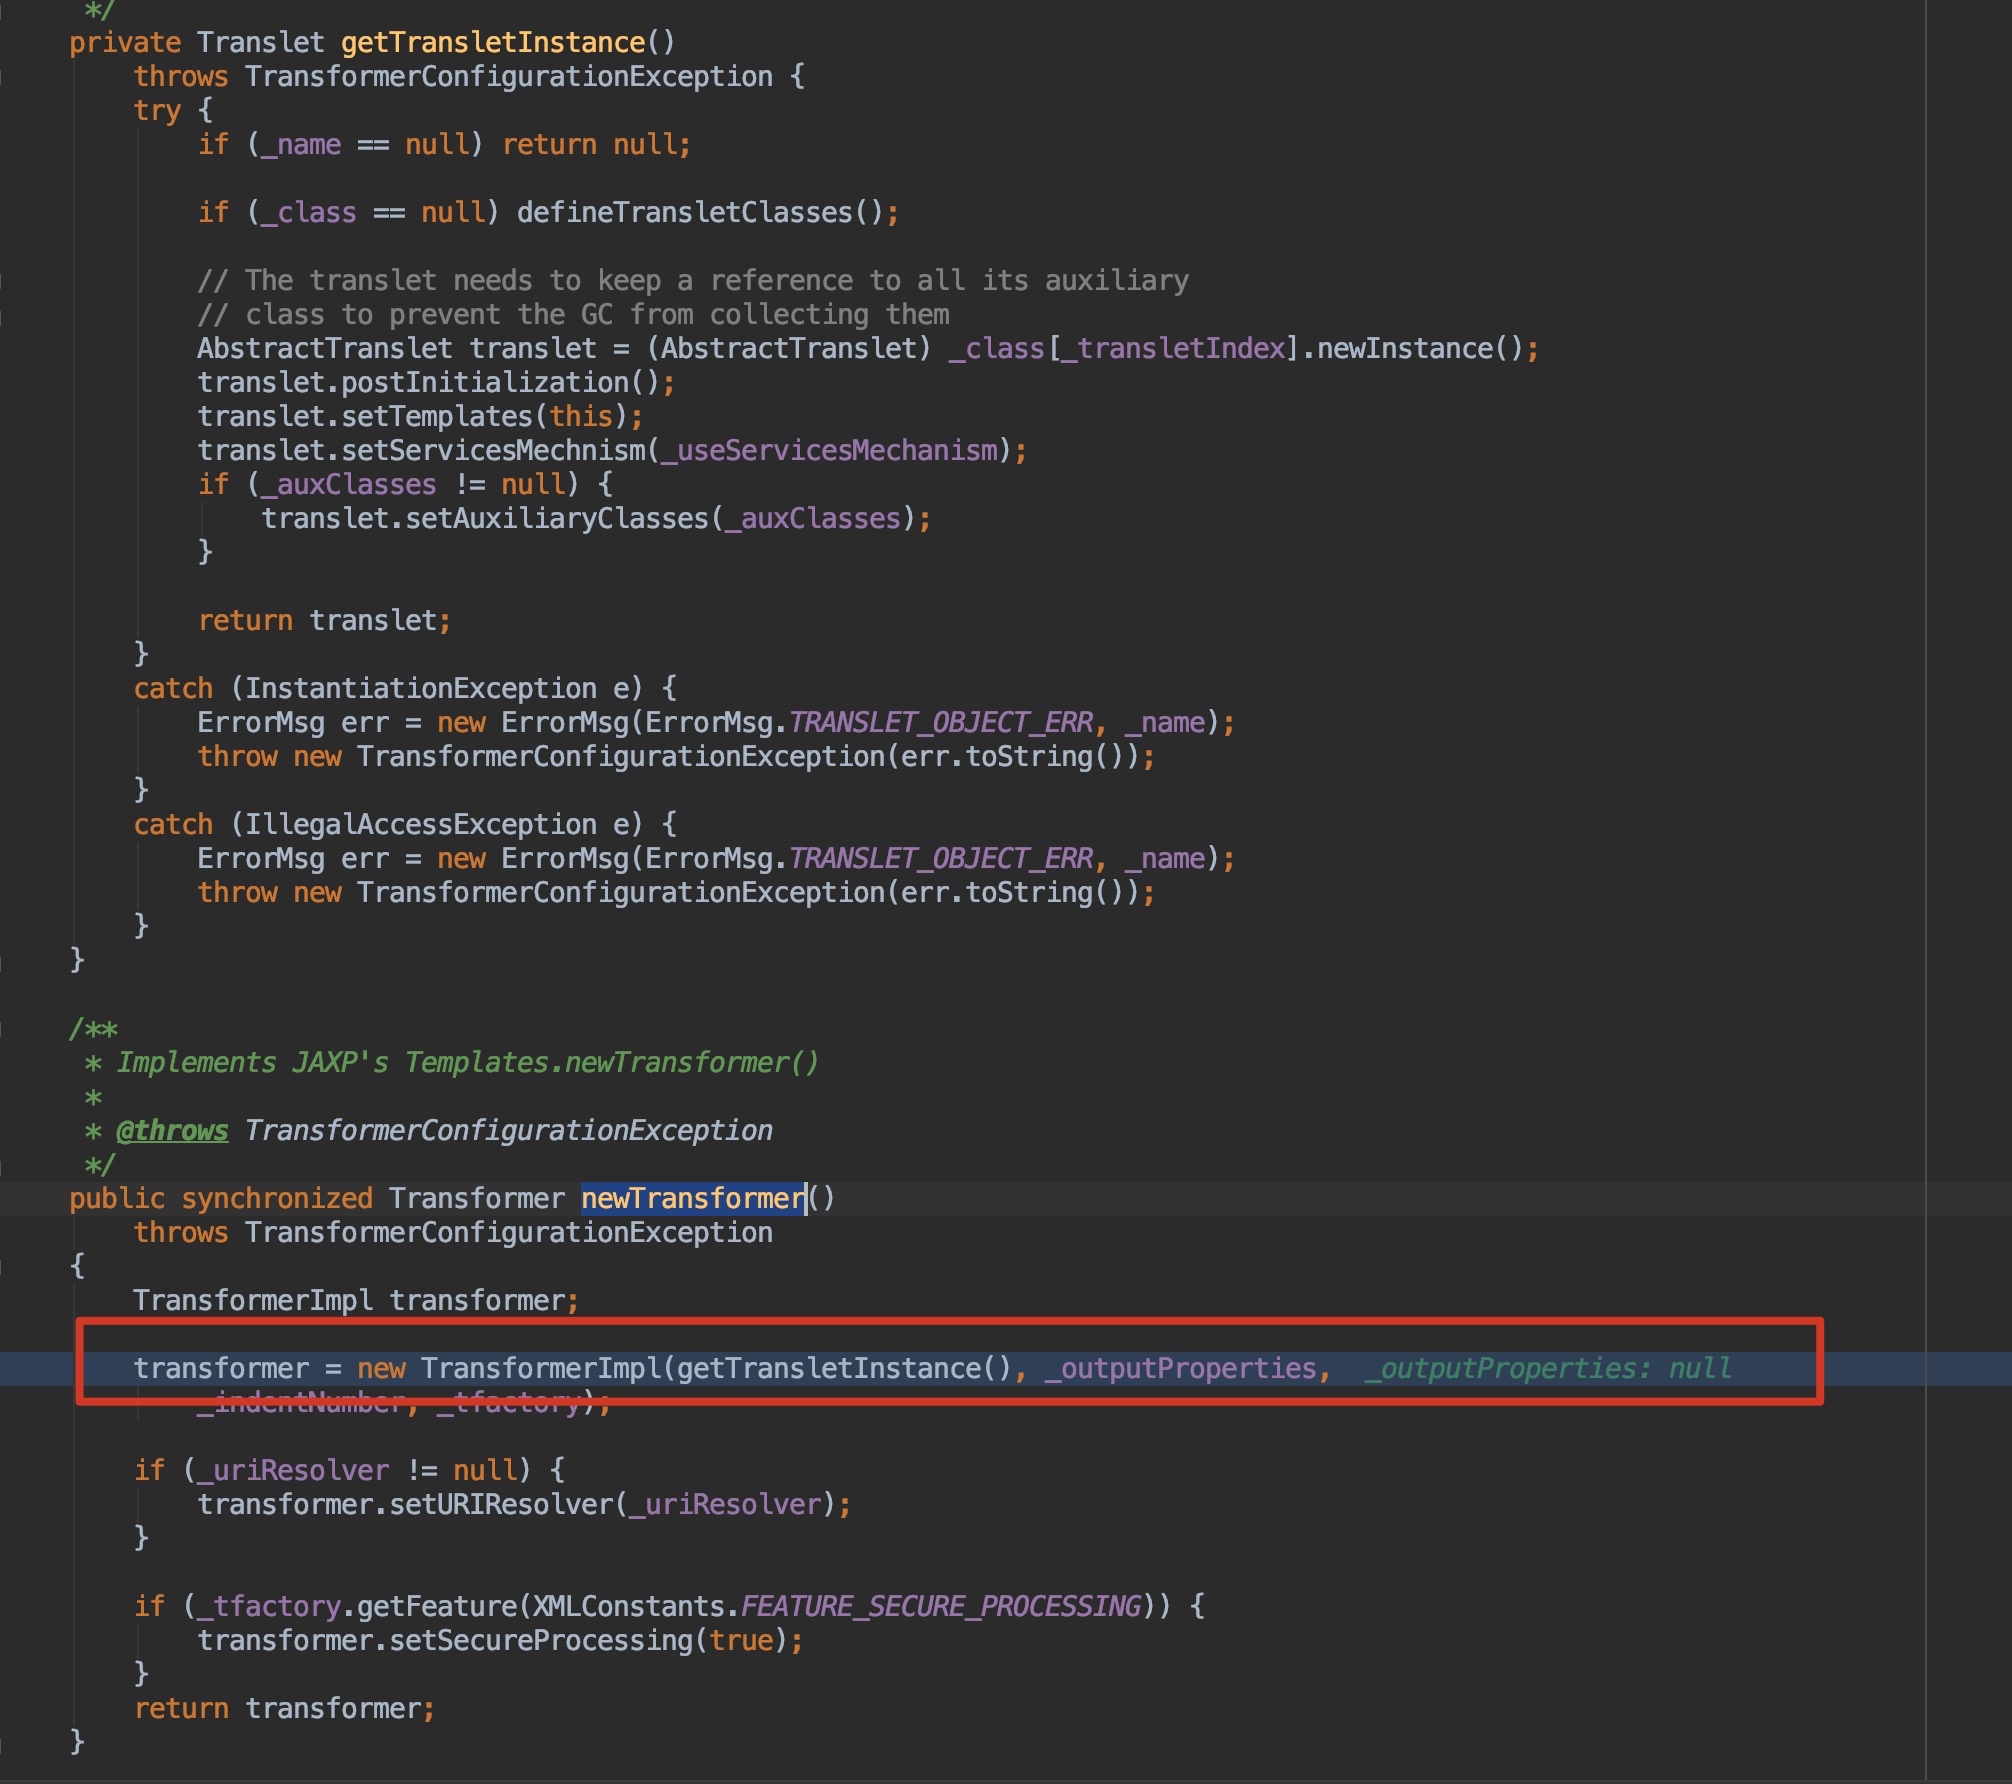 */
private Translet getTransletInstance()
throws TransformerConfigurationException {
try {
if (_name == null) return null;
if (_class == null) defineTransletClasses();
// The translet needs to keep a reference to all its auxiliary
// class to prevent the GC from collecting them
AbstractTranslet translet = (AbstractTranslet) _class[_transletIndex].newInstance();
translet.postInitialization();
translet.setTemplates(this);
translet.setServicesMechnism(_useServicesMechanism);
if (_auxClasses != null) {
translet.setAuxiliaryClasses(_auxClasses);
}
return translet;
}
catch (InstantiationException e) {
ErrorMsg err = new ErrorMsg(ErrorMsg.TRANSLET_OBJECT_ERR, _name);
throw new TransformerConfigurationException(err.toString());
}
catch (IllegalAccessException e) {
ErrorMsg err = new ErrorMsg(ErrorMsg.TRANSLET_OBJECT_ERR, _name);
throw new TransformerConfigurationException(err.toString());
}
}
/**
* Implements JAXP's Templates.newTransformer()
*
* @throws TransformerConfigurationException
*/
public synchronized Transformer newTransformer()
throws TransformerConfigurationException
{
TransformerImpl transformer;
transformer = new TransformerImpl(getTransletInstance(), _outputProperties, _outputProperties: null
_indentNumber, _tfactory);
if (_uriResolver != null) {
transformer.setURIResolver(_uriResolver);
}
if (_tfactory.getFeature(XMLConstants.FEATURE_SECURE_PROCESSING)) {
transformer.setSecureProcessing(true);
}
return transformer;
}